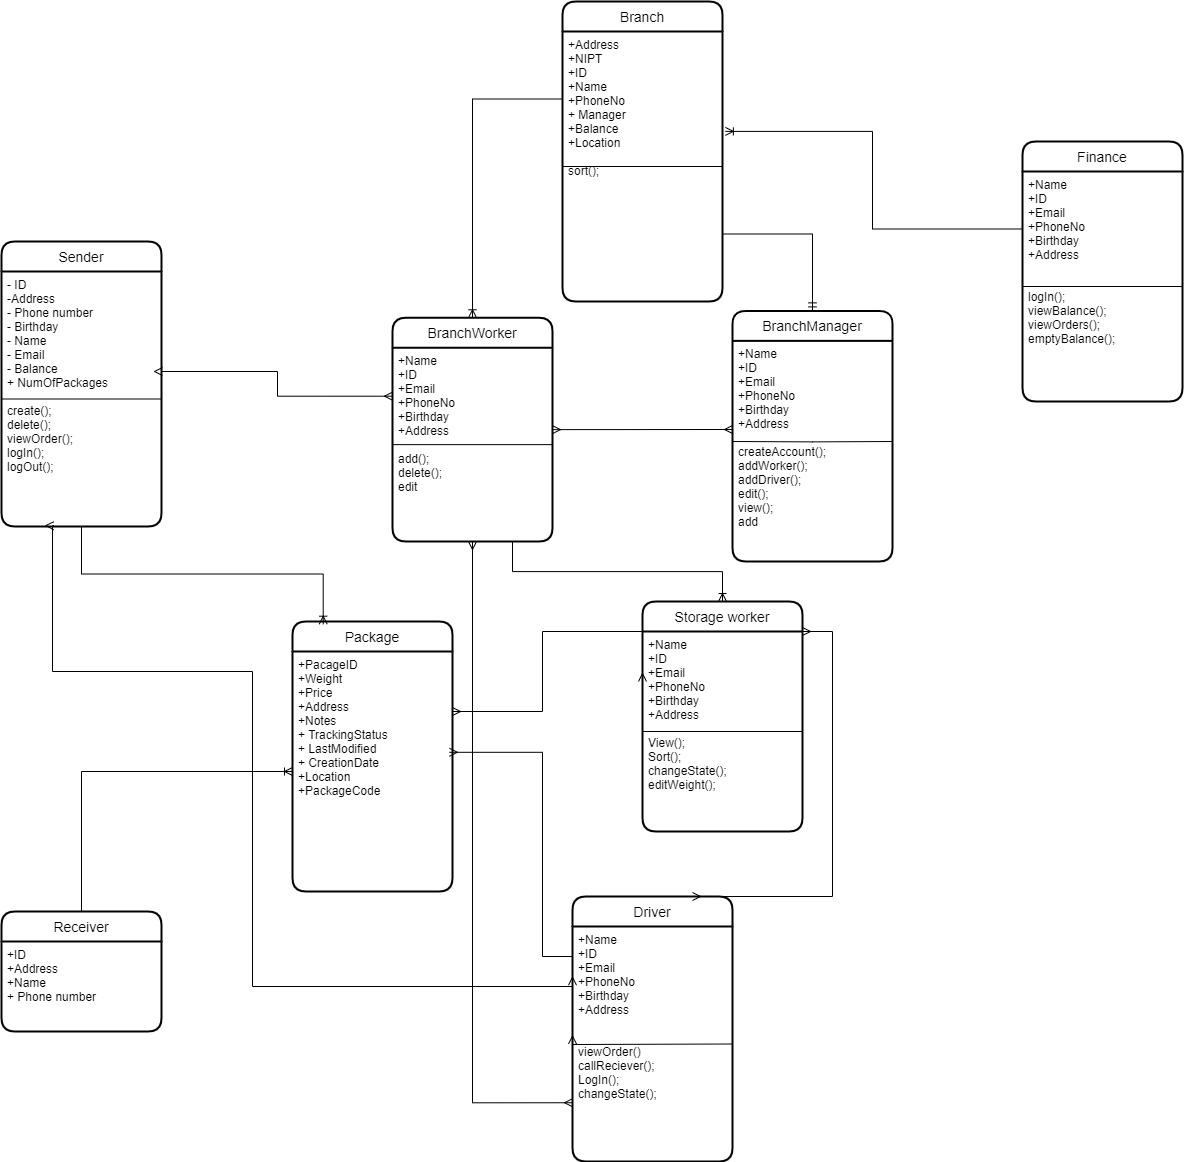 Branch
+Address
+NIPT
+ID
+Name
+PhoneNo
+ Manager
+Balance
+Location
sort();
Finance
+Name
+ID
+Email
+PhoneNo
+Birthday
+Address
logIn();
viewBalance();
viewOrders();
emptyBalance();
Sender
- ID
-Address
- Phone number
- Birthday
- Name
- Email
- Balance
+ NumOfPackages
create();
delete();
viewOrder();
logIn();
logOut();
BranchWorker
+Name
+ID
+Email
+PhoneNo
+Birthday
+Address
add();
delete();
edit
BranchManager
+Name
+ID
+Email
+PhoneNo
+Birthday
+Address
createAccount();
addWorker();
addDriver();
edit();
view();
add
Package
+PacageID
+Weight
+Price
+Address
+Notes
+ TrackingStatus
+ LastModified
+ CreationDate
+Location
+PackageCode
Storage worker
+Name
+ID
+Email
+PhoneNo
+Birthday
+Address
View();
Sort();
changeState();
editWeight();
Receiver
+ID
+Address
+Name
+ Phone number
Driver
+Name
+ID
+Email
+PhoneNo
+Birthday
+Address
viewOrder()
callReciever();
LogIn();
changeState();